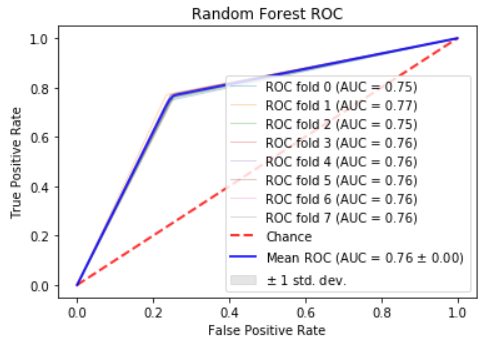 Random Forest ROC
1.0
0.8
0.6
0.4
0.2
0.0
True Positive Rate
ROC fold 0 (AUC = 0.75)
ROC fold 1 (AUC = 0.77)
ROC fold 2 (AUC = 0.75)
ROC fold 3 (AUC = 0.76)
ROC fold 4 (AUC = 0.76)
ROC fold 5 (AUC = 0.76)
ROC fold 6 (AUC = 0.76)
ROC fold 7 (AUC = 0.76)
Chance
Mean ROC (AUC = 0.76 ± 0.00)
± 1 std. dev.
0.0 0.2 0.4 0.6 0.8 1.0
False Positive Rate